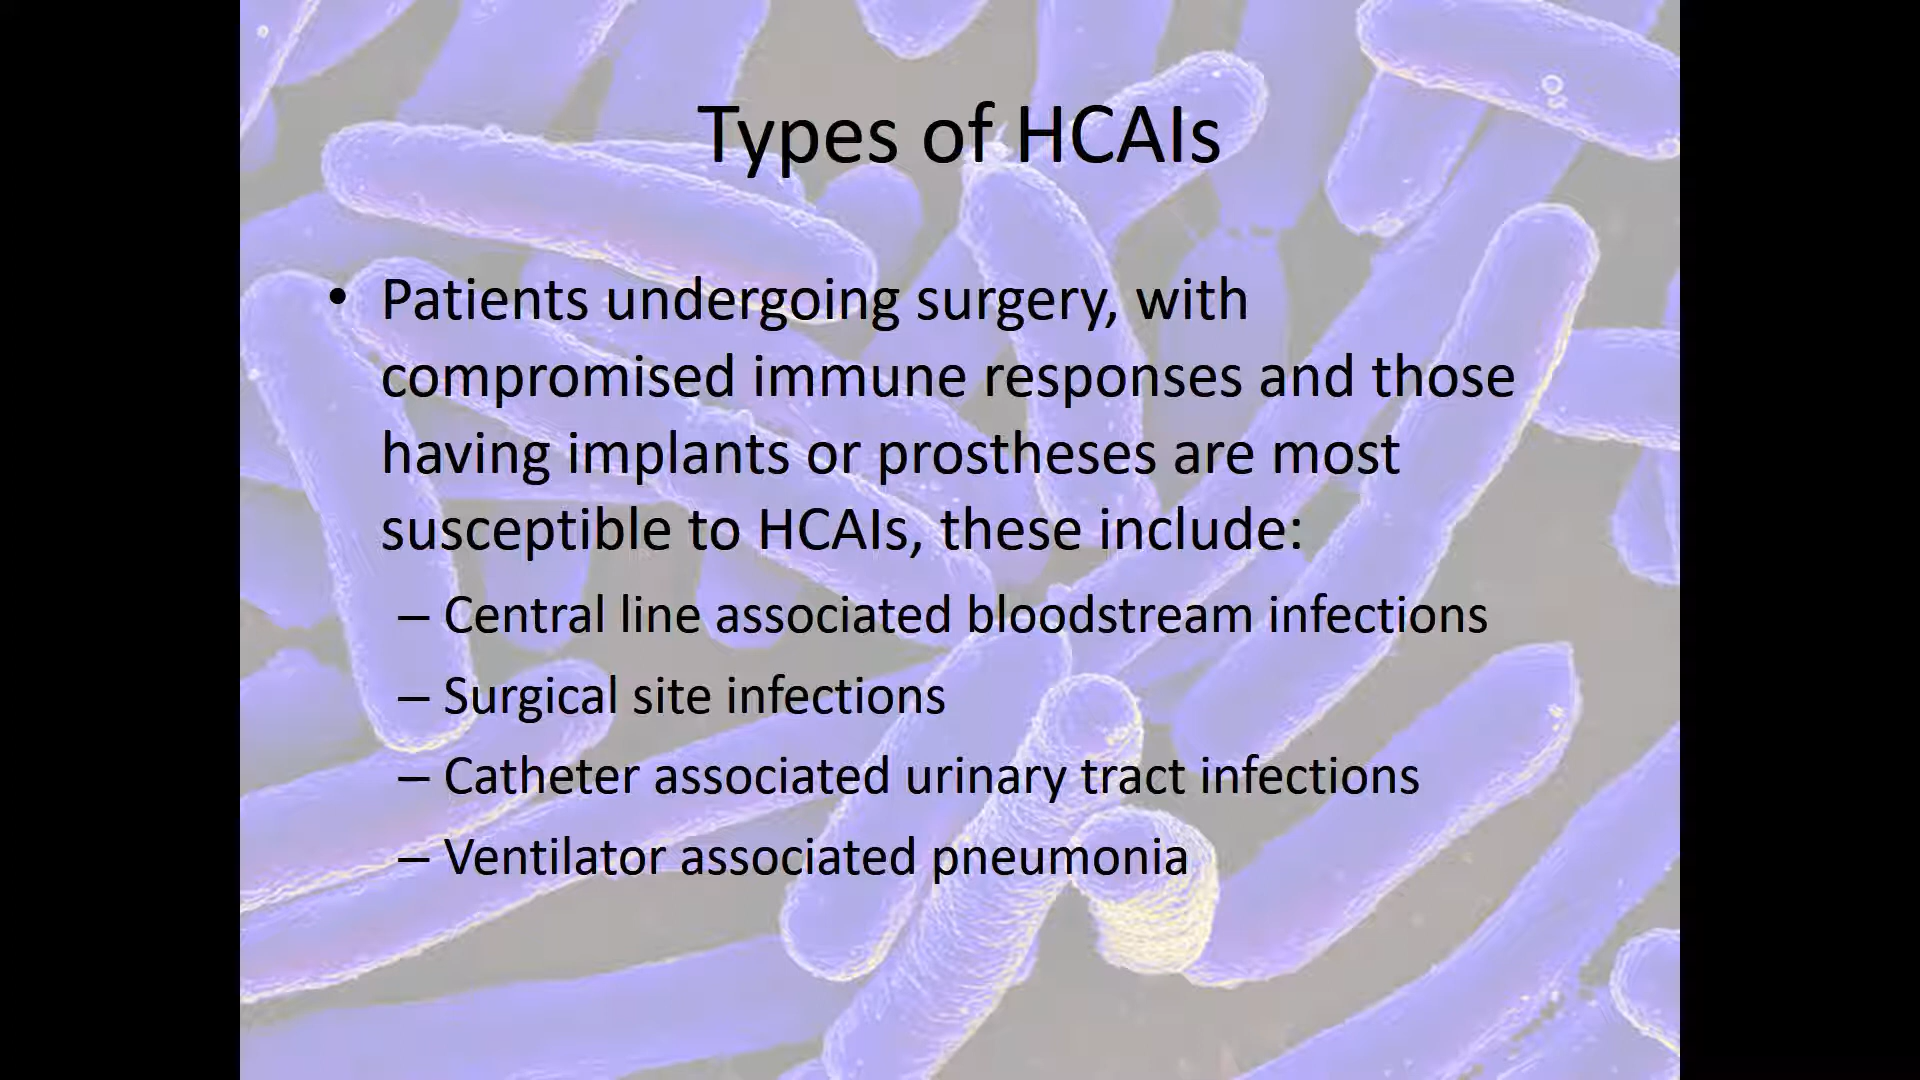 Types of HCAIs
• Patients undergoing surgery, with
compromised immune responses and those
having implants or prostheses are most
susceptible to HCAIs, these include:
– Central line associated bloodstream infections
– Surgical site infections
– Catheter associated urinary tract infections
– Ventilator associated pneumonia